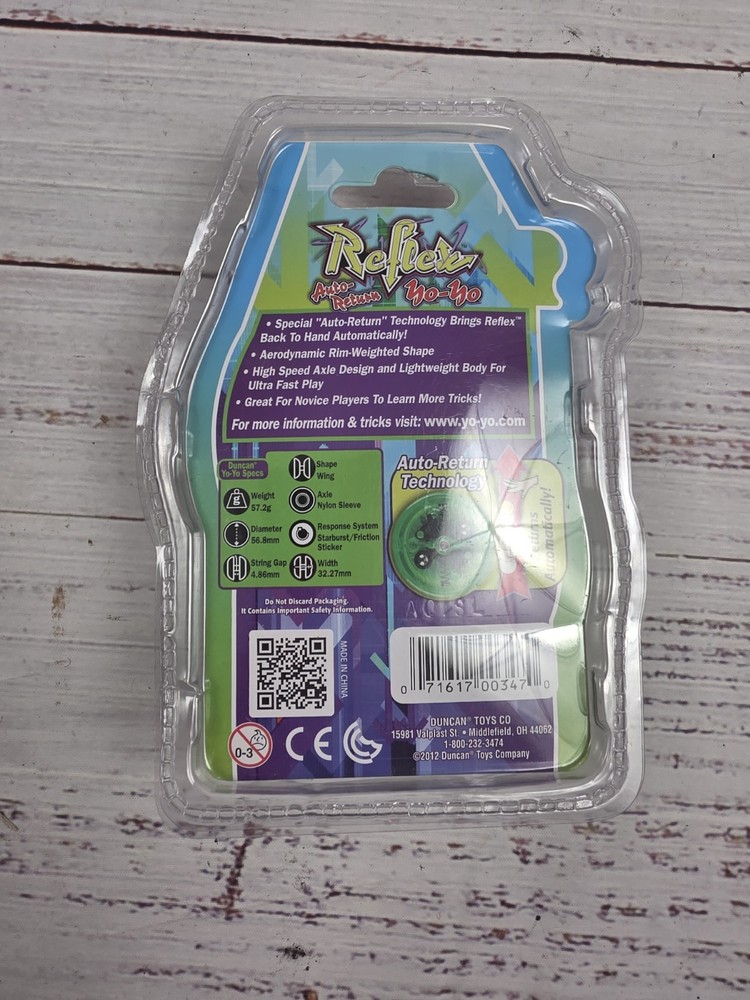 Reflex
Auto-Return Yo-Yo
• Special "Auto-Return" Technology Brings Reflex™
Back To Hand Automatically!
• Aerodynamic Rim-Weighted Shape
• High Speed Axle Design and Lightweight Body For
Ultra Fast Play
• Great For Novice Players To Learn More Tricks!
For more information & tricks visit: www.yo-yo.com
Duncan®
Yo-Yo Specs
Shape
Wing
g
Weight
57.2g
Axle
Nylon Sleeve
Diameter
56.8mm
Response System
Starburst/Friction
Sticker
String Gap
4.86mm
Width
32.27mm
Auto-Return
Technology
Returns
Automatically!
Do Not Discard Packaging.
It Contains Important Safety Information.
MADE IN CHINA
0 71617 00347 0
0-3
CE
DUNCAN® TOYS CO
15981 Valplast St. • Middlefield, OH 44062
1-800-232-3474
©2012 Duncan® Toys Company